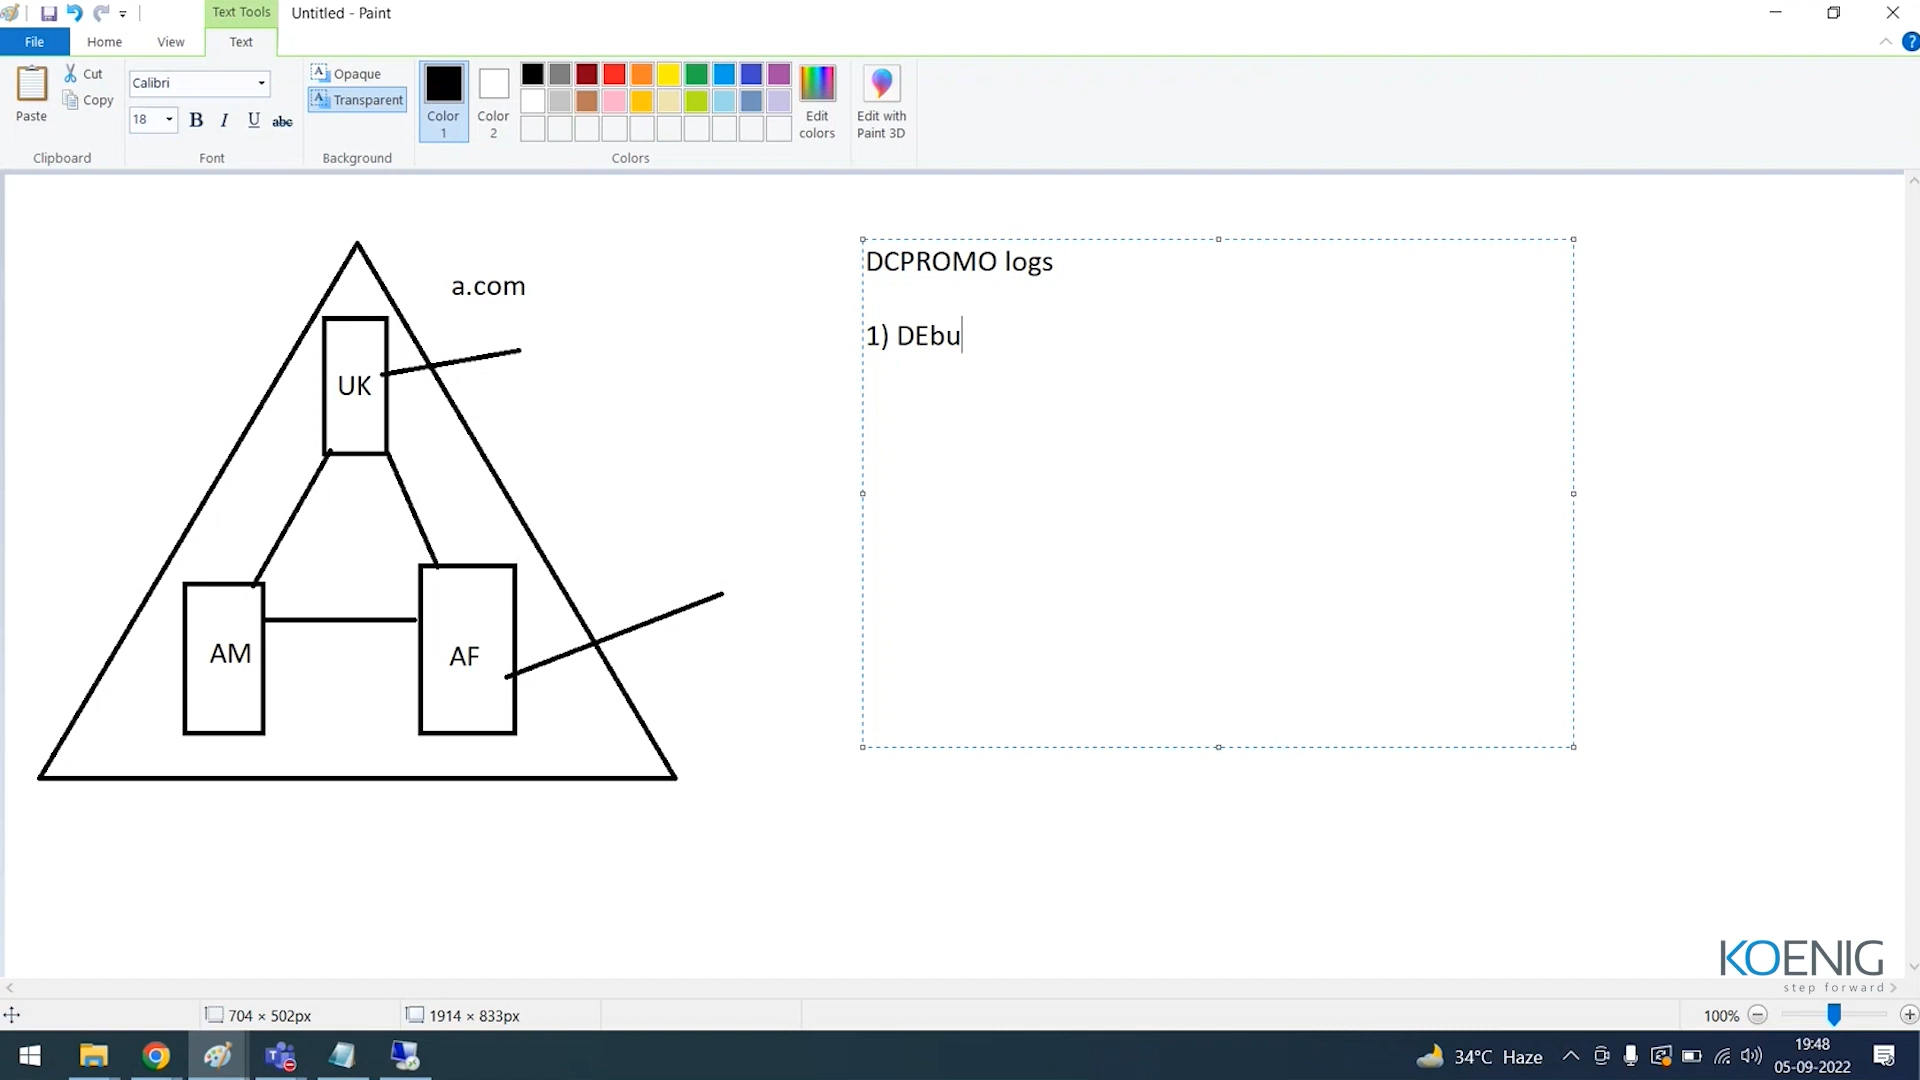 Text Tools
Untitled - Paint
File
Home
View
Text
?
Paste
Cut
Copy
Clipboard
Calibri
18
B
I
U
abc
Font
A Opaque
A Transparent
Background
Color 1
Color 2
Edit colors
Colors
Edit with Paint 3D
a.com
UK
AM
AF
DCPROMO logs
1) DEbu
KOENIG
step forward
704 × 502px
1914 × 833px
100%
T
34°C Haze
19:48
05-09-2022